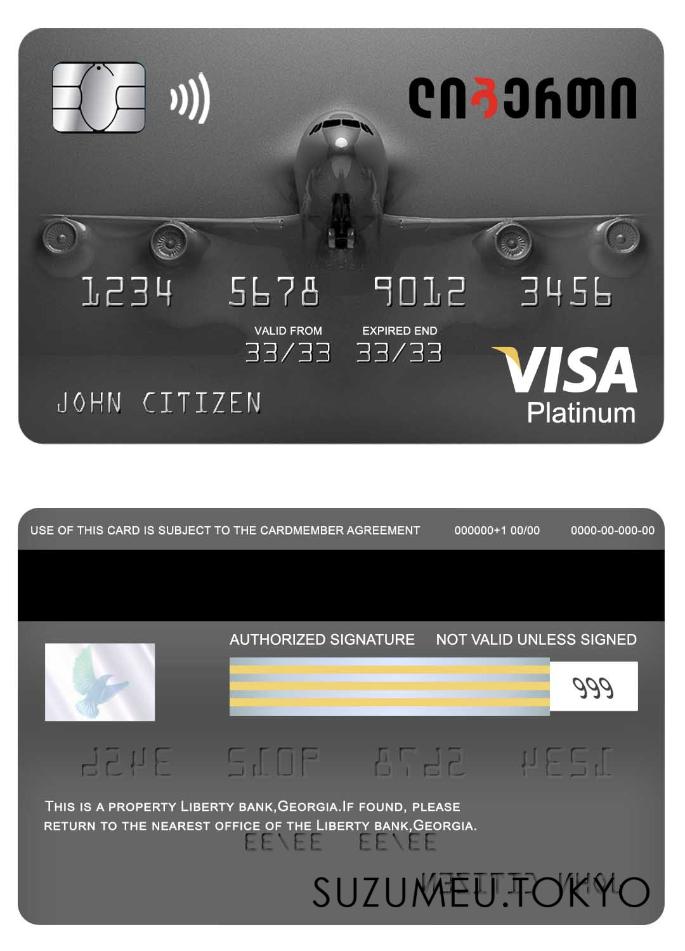 ლიბერთი
1234 5678 9012 3456
VALID FROM EXPIRED END
33/33 33/33
JOHN CITIZEN
VISA
Platinum
USE OF THIS CARD IS SUBJECT TO THE CARDMEMBER AGREEMENT 000000+1 00/00 0000-00-000-00
AUTHORIZED SIGNATURE NOT VALID UNLESS SIGNED
999
THIS IS A PROPERTY LIBERTY BANK,GEORGIA.IF FOUND, PLEASE
RETURN TO THE NEAREST OFFICE OF THE LIBERTY BANK,GEORGIA.
SUZUMEU.TOKYO